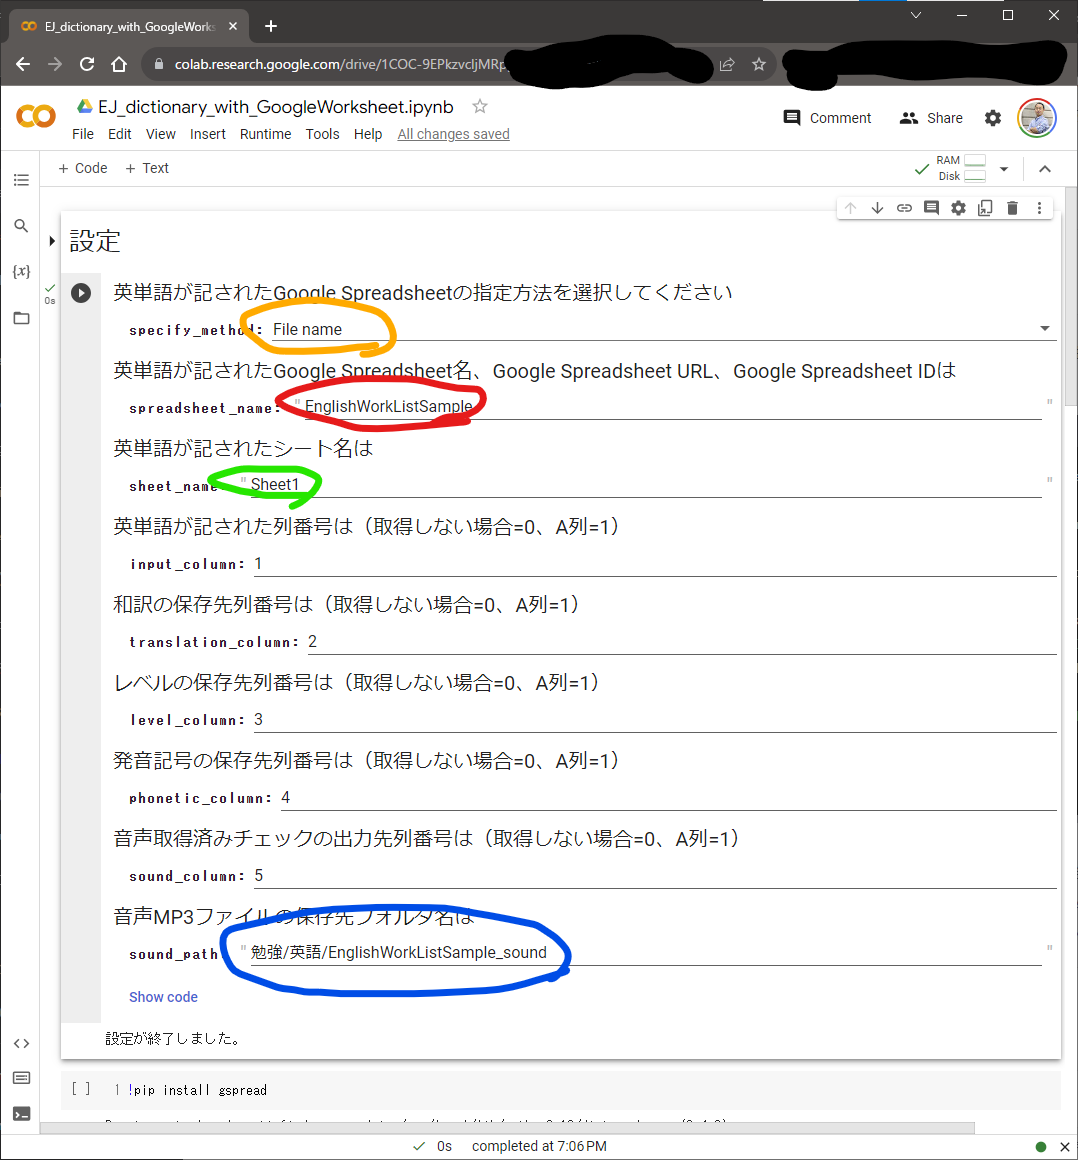 EJ_dictionary_with_GoogleWorks
colab.research.google.com/drive/1COC-9EPkzvcljMRp
EJ_dictionary_with_GoogleWorksheet.ipynb
File Edit View Insert Runtime Tools Help All changes saved
Comment Share
+ Code + Text
RAM
Disk
設定
0s
英単語が記されたGoogle Spreadsheetの指定方法を選択してください
specify_method: File name
英単語が記されたGoogle Spreadsheet名、Google Spreadsheet URL、Google Spreadsheet IDは
spreadsheet_name: " EnglishWorkListSample "
英単語が記されたシート名は
sheet_name " Sheet1 "
英単語が記された列番号は（取得しない場合=0、A列=1）
input_column: 1
和訳の保存先列番号は（取得しない場合=0、A列=1）
translation_column: 2
レベルの保存先列番号は（取得しない場合=0、A列=1）
level_column: 3
発音記号の保存先列番号は（取得しない場合=0、A列=1）
phonetic_column: 4
音声取得済みチェックの出力先列番号は（取得しない場合=0、A列=1）
sound_column: 5
音声MP3ファイルの保存先フォルダ名は
sound_path " 勉強/英語/EnglishWorkListSample_sound "
Show code
設定が終了しました。
[ ] 1 !pip install gspread
0s completed at 7:06 PM